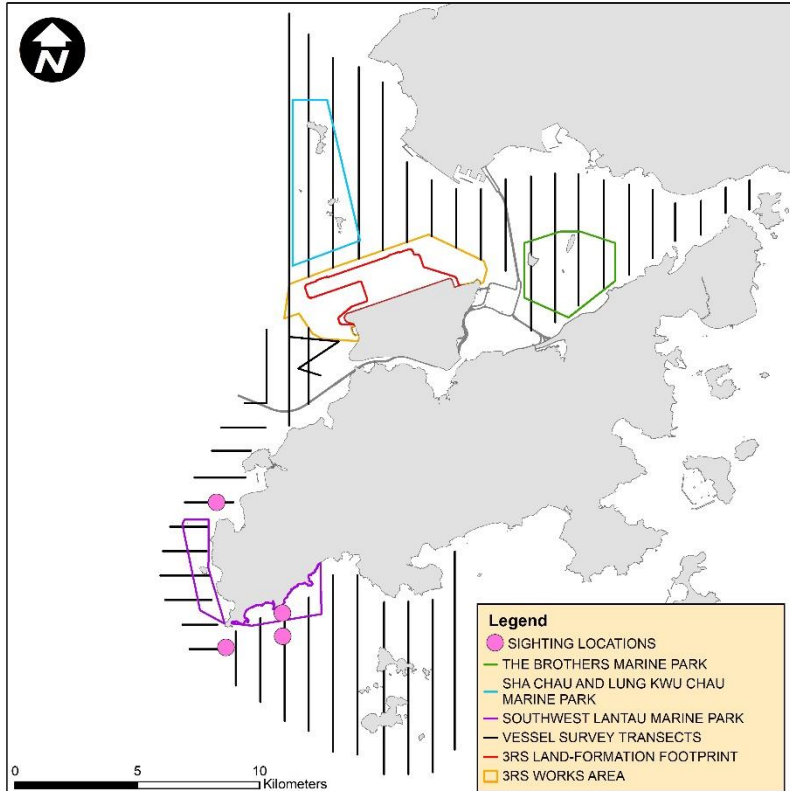 N
Legend
SIGHTING LOCATIONS
THE BROTHERS MARINE PARK
SHA CHAU AND LUNG KWU CHAU
MARINE PARK
SOUTHWEST LANTAU MARINE PARK
VESSEL SURVEY TRANSECTS
3RS LAND-FORMATION FOOTPRINT
3RS WORKS AREA
0 5 10
Kilometers